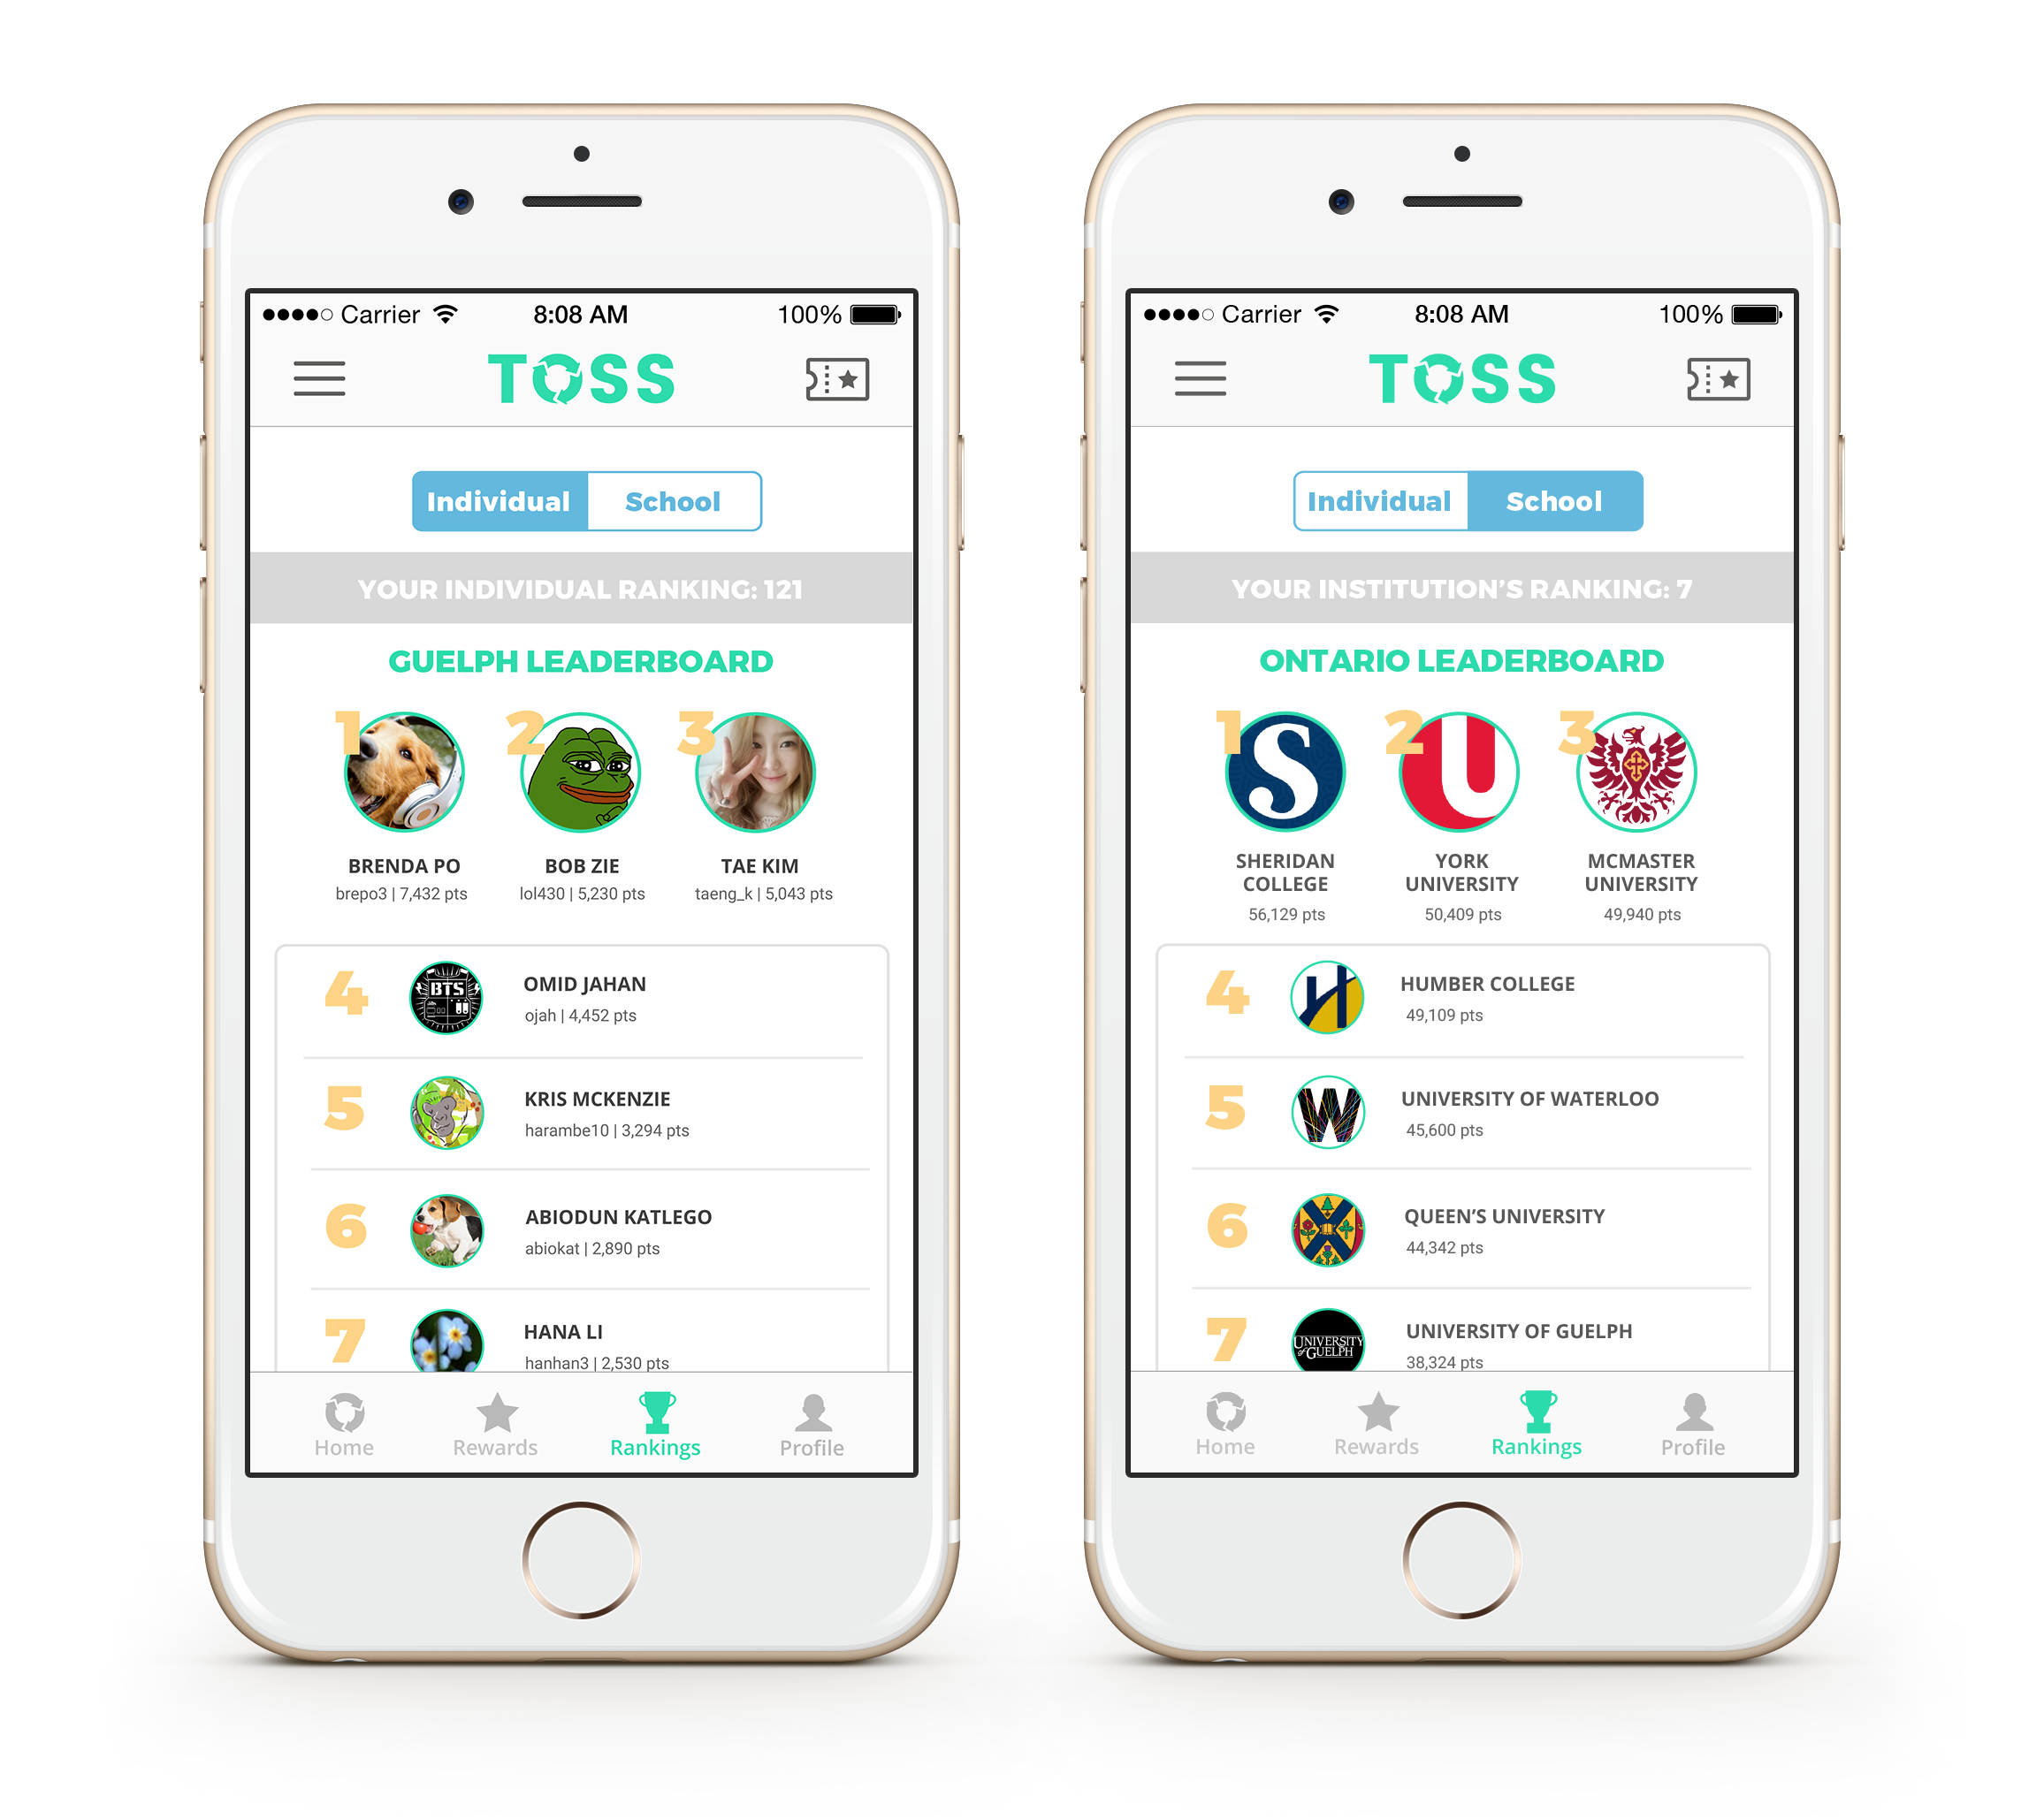 Carrier 8:08 AM 100%
TOSS
Individual School
YOUR INDIVIDUAL RANKING: 121
GUELPH LEADERBOARD
1 2 3
BRENDA PO BOB ZIE TAE KIM
brepo3 | 7,432 pts lol430 | 5,230 pts taeng_k | 5,043 pts
4 BTS OMID JAHAN
ojah | 4,452 pts
5 KRIS MCKENZIE
harambe10 | 3,294 pts
6 ABIODUN KATLEGO
abiokat | 2,890 pts
7 HANA LI
hanhan3 | 2,530 pts
Home Rewards Rankings Profile
Carrier 8:08 AM 100%
TOSS
Individual School
YOUR INSTITUTION'S RANKING: 7
ONTARIO LEADERBOARD
1 S 2 U 3
SHERIDAN YORK MCMASTER
COLLEGE UNIVERSITY UNIVERSITY
56,129 pts 50,409 pts 49,940 pts
4 H HUMBER COLLEGE
49,109 pts
5 W UNIVERSITY OF WATERLOO
45,600 pts
6 QUEEN'S UNIVERSITY
44,342 pts
7 UNIVERSITY OF GUELPH UNIVERSITY OF GUELPH
38,324 pts
Home Rewards Rankings Profile